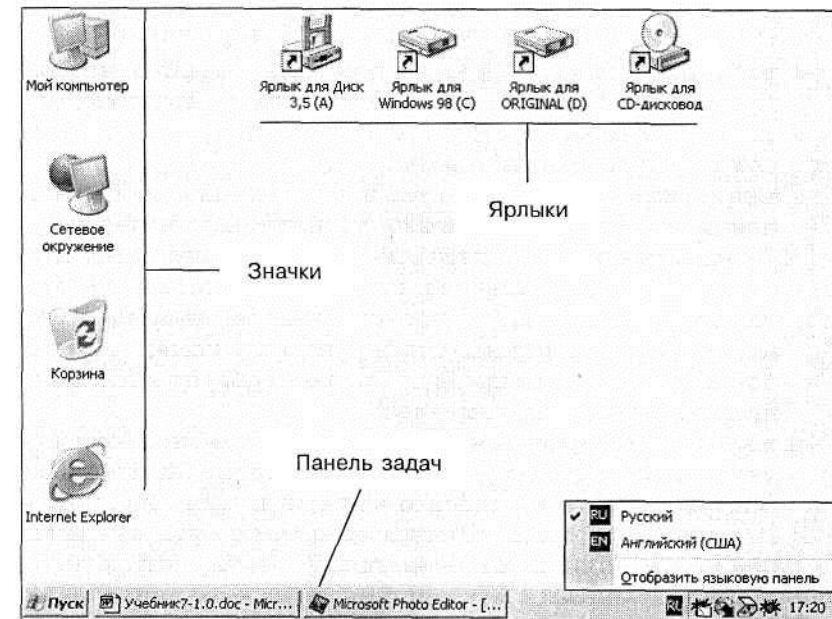 Мой компьютер
Ярлык для Диск
3,5 (A)
Ярлык для
Windows 98 (C)
Ярлык для
ORIGINAL (D)
Ярлык для
CD-дисковод
Ярлыки
Сетевое
окружение
Значки
Корзина
Панель задач
Internet Explorer
RU Русский
EN Английский (США)
Отобразить языковую панель
Пуск
Учебник7-1.0.doc - Micr...
Microsoft Photo Editor - [...
RU
17:20